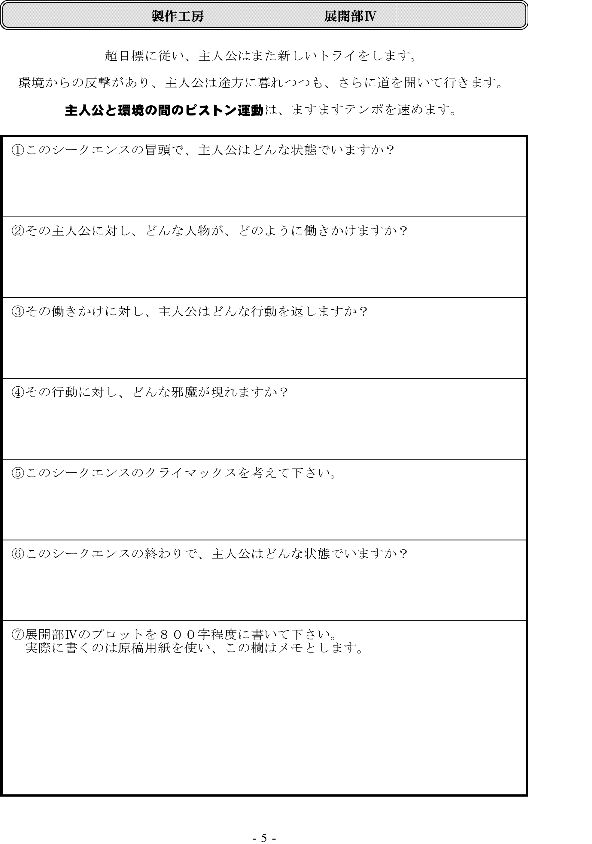 製作工房 展開部Ⅳ
超目標に従い、主人公はまた新しいトライをします。
環境からの反撃があり、主人公は途方に暮れつつも、さらに道を開いて行きます。
主人公と環境の間のピストン運動は、ますますテンポを速めます。
①このシークエンスの冒頭で、主人公はどんな状態でいますか？
②その主人公に対し、どんな人物が、どのように働きかけますか？
③その働きかけに対し、主人公はどんな行動を返しますか？
④その行動に対し、どんな邪魔が現れますか？
⑤このシークエンスのクライマックスを考えて下さい。
⑥このシークエンスの終わりで、主人公はどんな状態でいますか？
⑦展開部Ⅳのプロットを８００字程度に書いて下さい。
実際に書くのは原稿用紙を使い、この欄はメモとします。
- 5 -